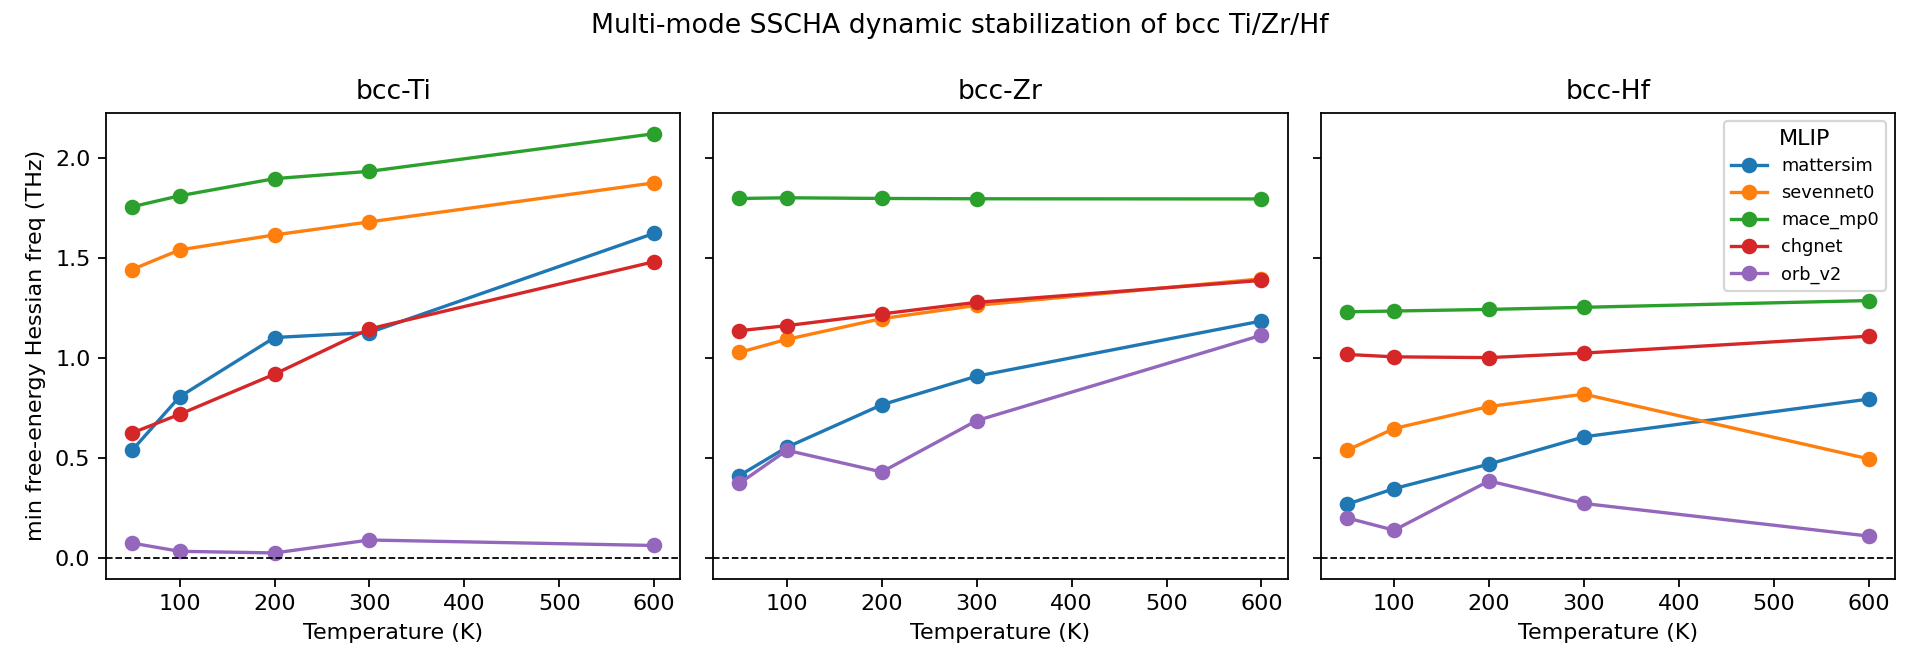 Multi-mode SSCHA dynamic stabilization of bcc Ti/Zr/Hf
bcc-Ti
bcc-Zr
bcc-Hf
min free-energy Hessian freq (THz)
2.0
1.5
1.0
0.5
0.0
100 200 300 400 500 600
Temperature (K)
100 200 300 400 500 600
Temperature (K)
100 200 300 400 500 600
Temperature (K)
MLIP
mattersim
sevennet0
mace_mp0
chgnet
orb_v2